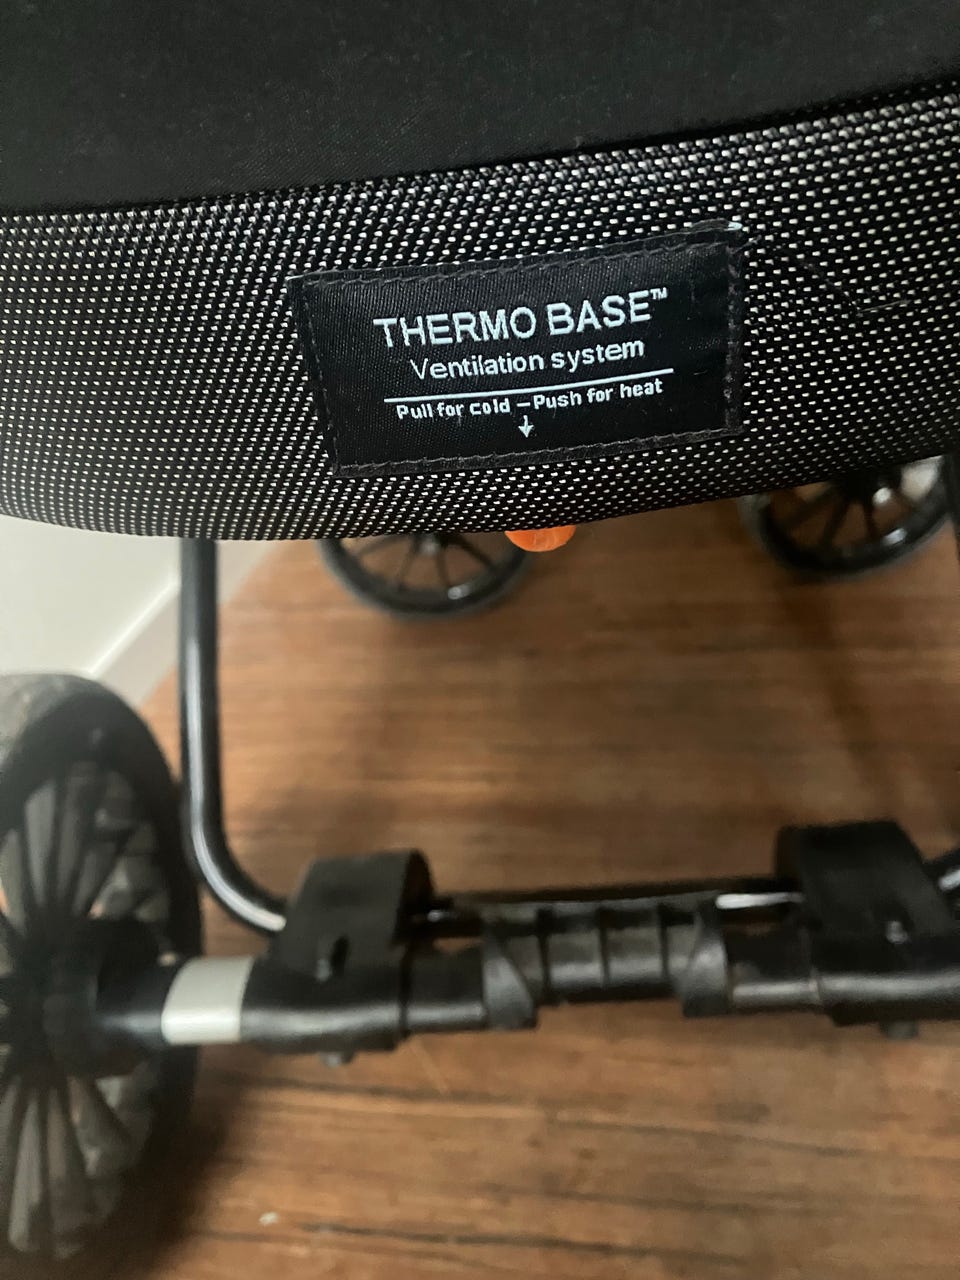 THERMO BASE™
Ventilation system
Pull for cold – Push for heat